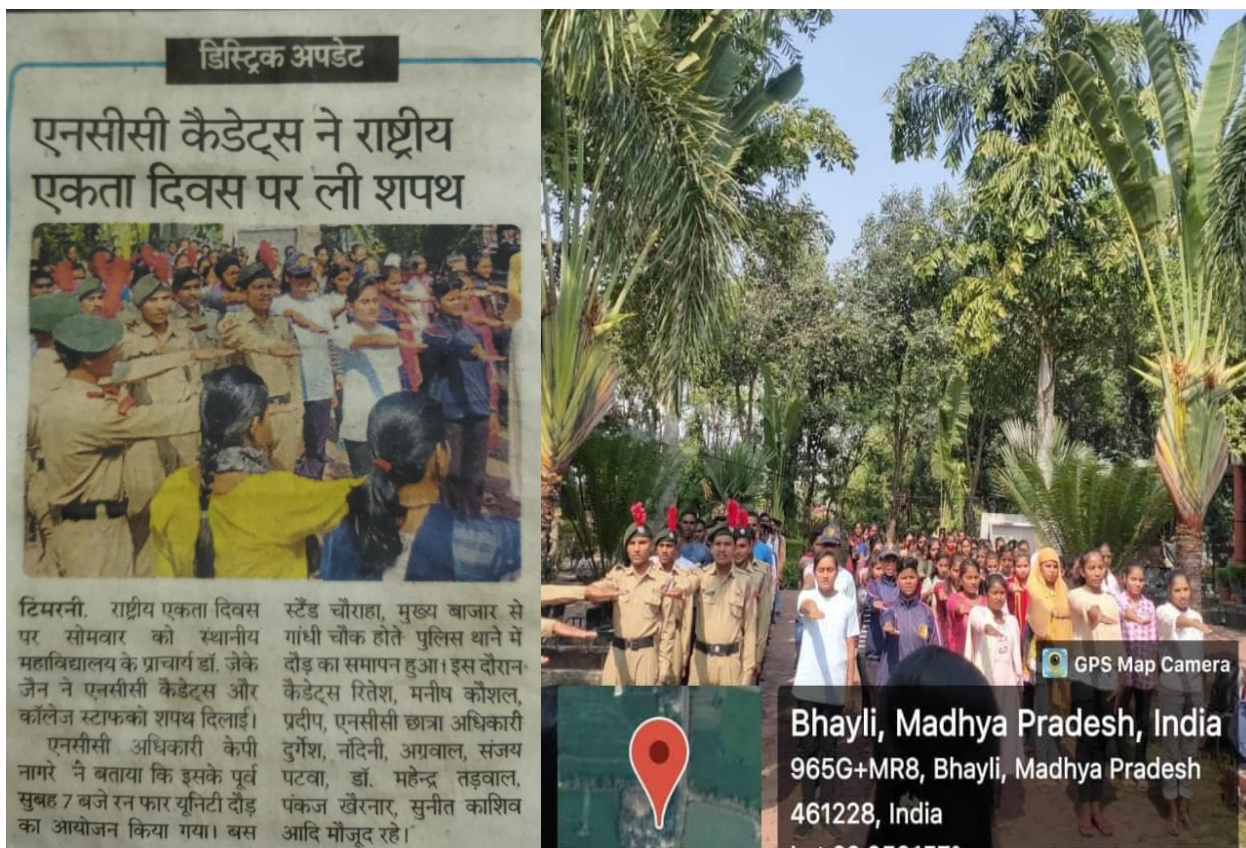 डिस्ट्रिक अपडेट
एनसीसी कैडेट्स ने राष्ट्रीय
एकता दिवस पर ली शपथ
टिमरनी. राष्ट्रीय एकता दिवस
पर सोमवार को स्थानीय
महाविद्यालय के प्राचार्य डॉ. जेके
जैन ने एनसीसी कैडेट्स और
कॉलेज स्टाफको शपथ दिलाई।
एनसीसी अधिकारी केपी
नागरे ने बताया कि इसके पूर्व
सुबह 7 बजे रन फार यूनिटी दौड़
का आयोजन किया गया। बस
स्टैंड चौराहा, मुख्य बाजार से
गांधी चौक होते पुलिस थाने में
दौड़ का समापन हुआ। इस दौरान
कैडेट्स रितेश, मनीष कौशल,
प्रदीप, एनसीसी छात्रा अधिकारी
दुर्गेश, नंदिनी, अग्रवाल, संजय
पटवा, डॉ. महेन्द्र तड़वाल,
पंकज खैरनार, सुनीत काशिव
आदि मौजूद रहे।
GPS Map Camera
Bhayli, Madhya Pradesh, India
965G+MR8, Bhayli, Madhya Pradesh
461228, India